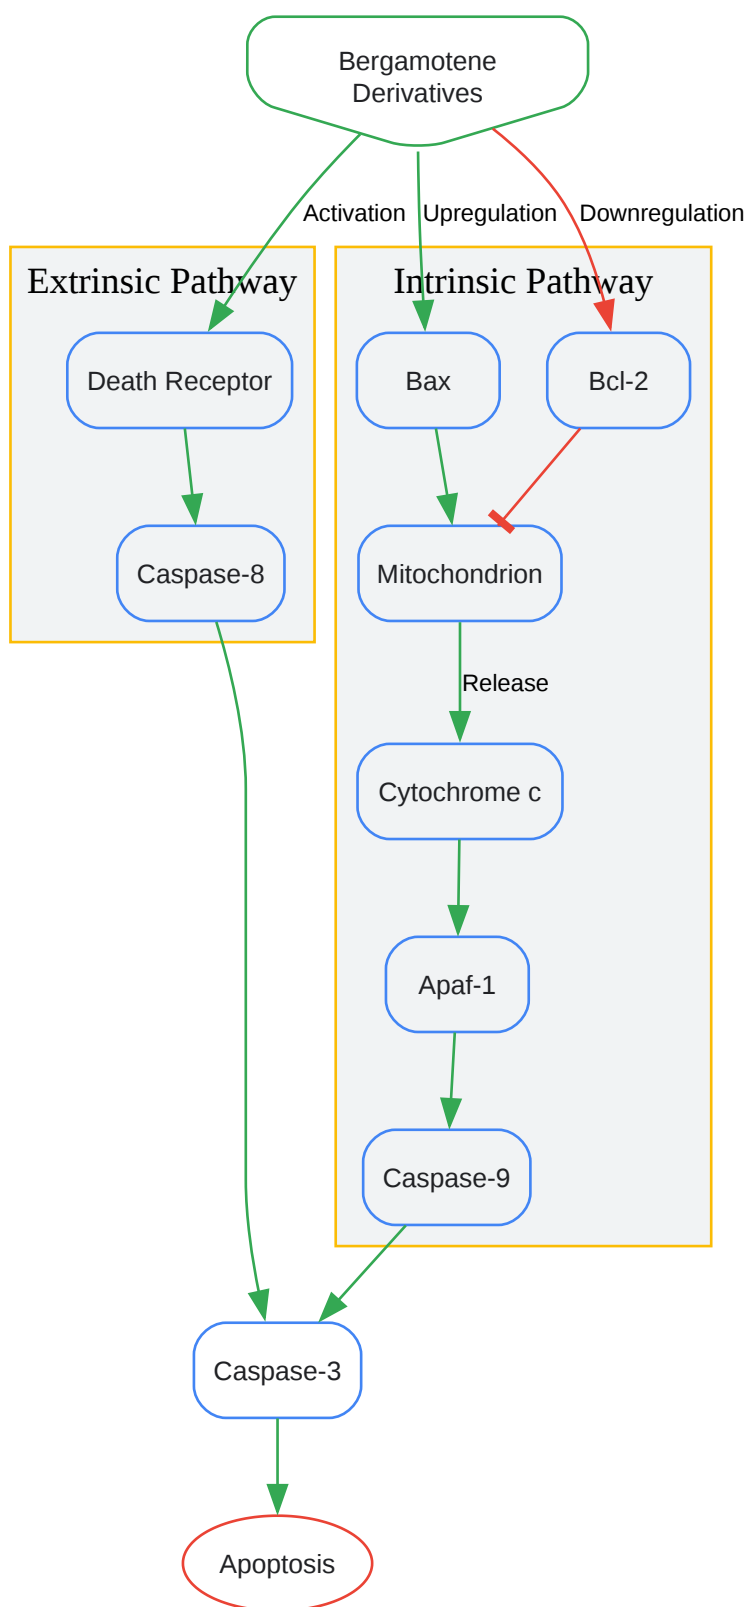 Bergamotene
Derivatives
Activation
Upregulation
Downregulation
Extrinsic Pathway
Intrinsic Pathway
Death Receptor
Bax
Bcl-2
Caspase-8
Mitochondrion
Release
Cytochrome c
Apaf-1
Caspase-9
Caspase-3
Apoptosis